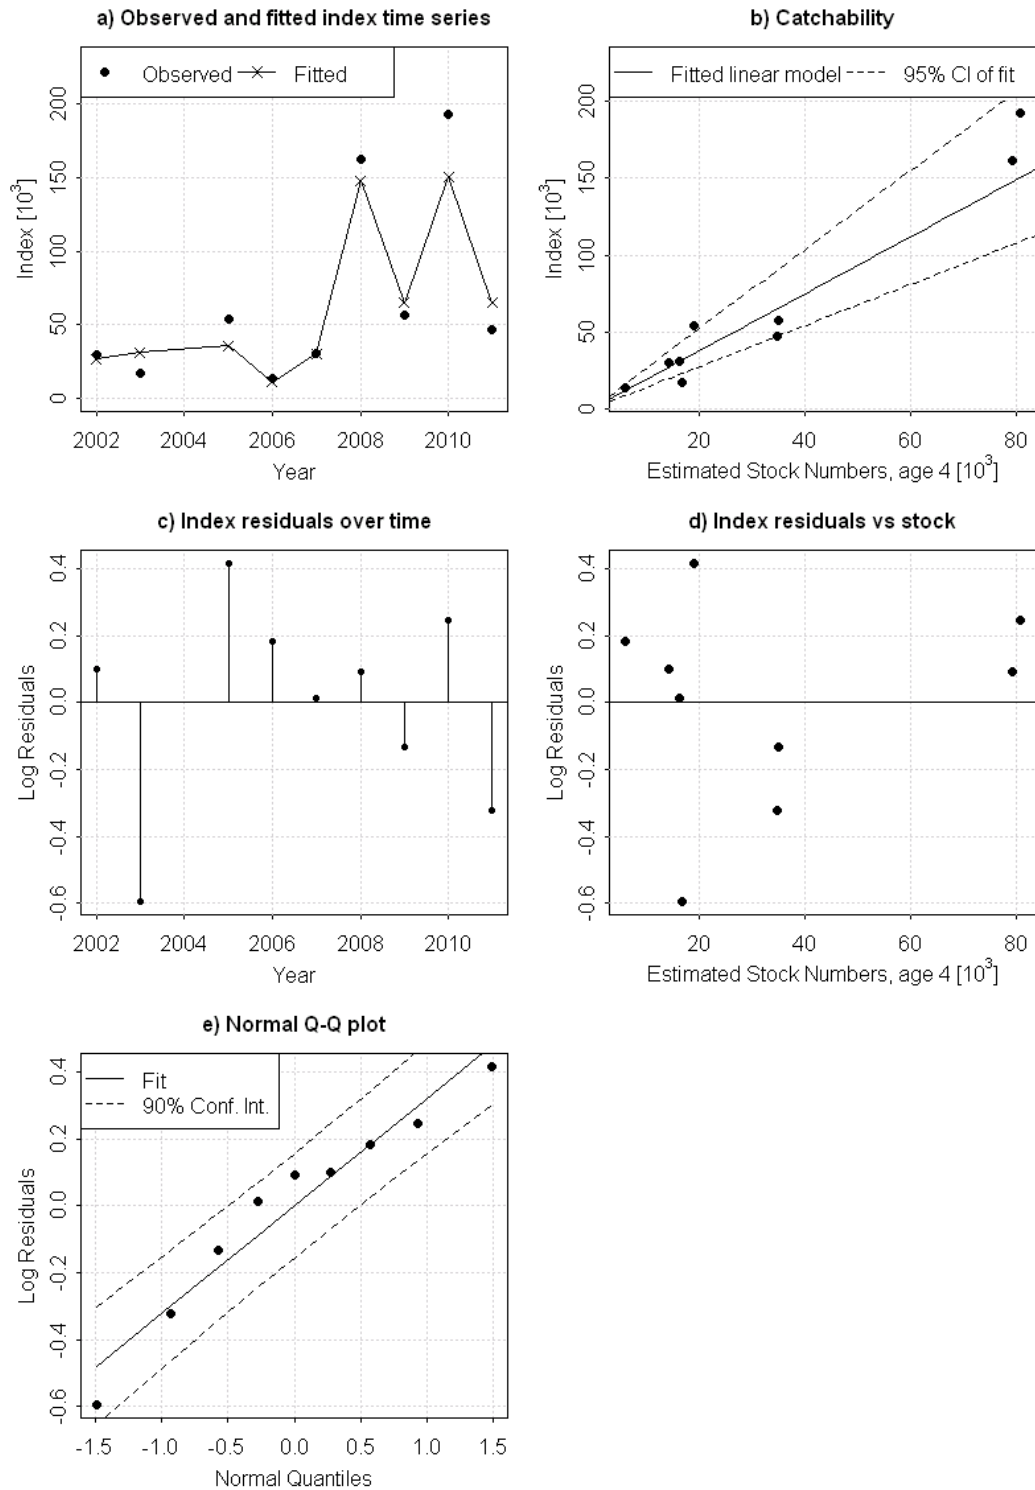 a) Observed and fitted index time series
Observed Fitted
0 50 100 150 200
Index [10³]
2002 2004 2006 2008 2010
Year
b) Catchability
Fitted linear model 95% CI of fit
0 50 100 150 200
Index [10³]
20 40 60 80
Estimated Stock Numbers, age 4 [10³]
c) Index residuals over time
-0.6 -0.4 -0.2 0.0 0.2 0.4
Log Residuals
2002 2004 2006 2008 2010
Year
d) Index residuals vs stock
-0.6 -0.4 -0.2 0.0 0.2 0.4
Log Residuals
20 40 60 80
Estimated Stock Numbers, age 4 [10³]
e) Normal Q-Q plot
Fit
90% Conf. Int.
-0.6 -0.4 -0.2 0.0 0.2 0.4
Log Residuals
-1.5 -1.0 -0.5 0.0 0.5 1.0 1.5
Normal Quantiles